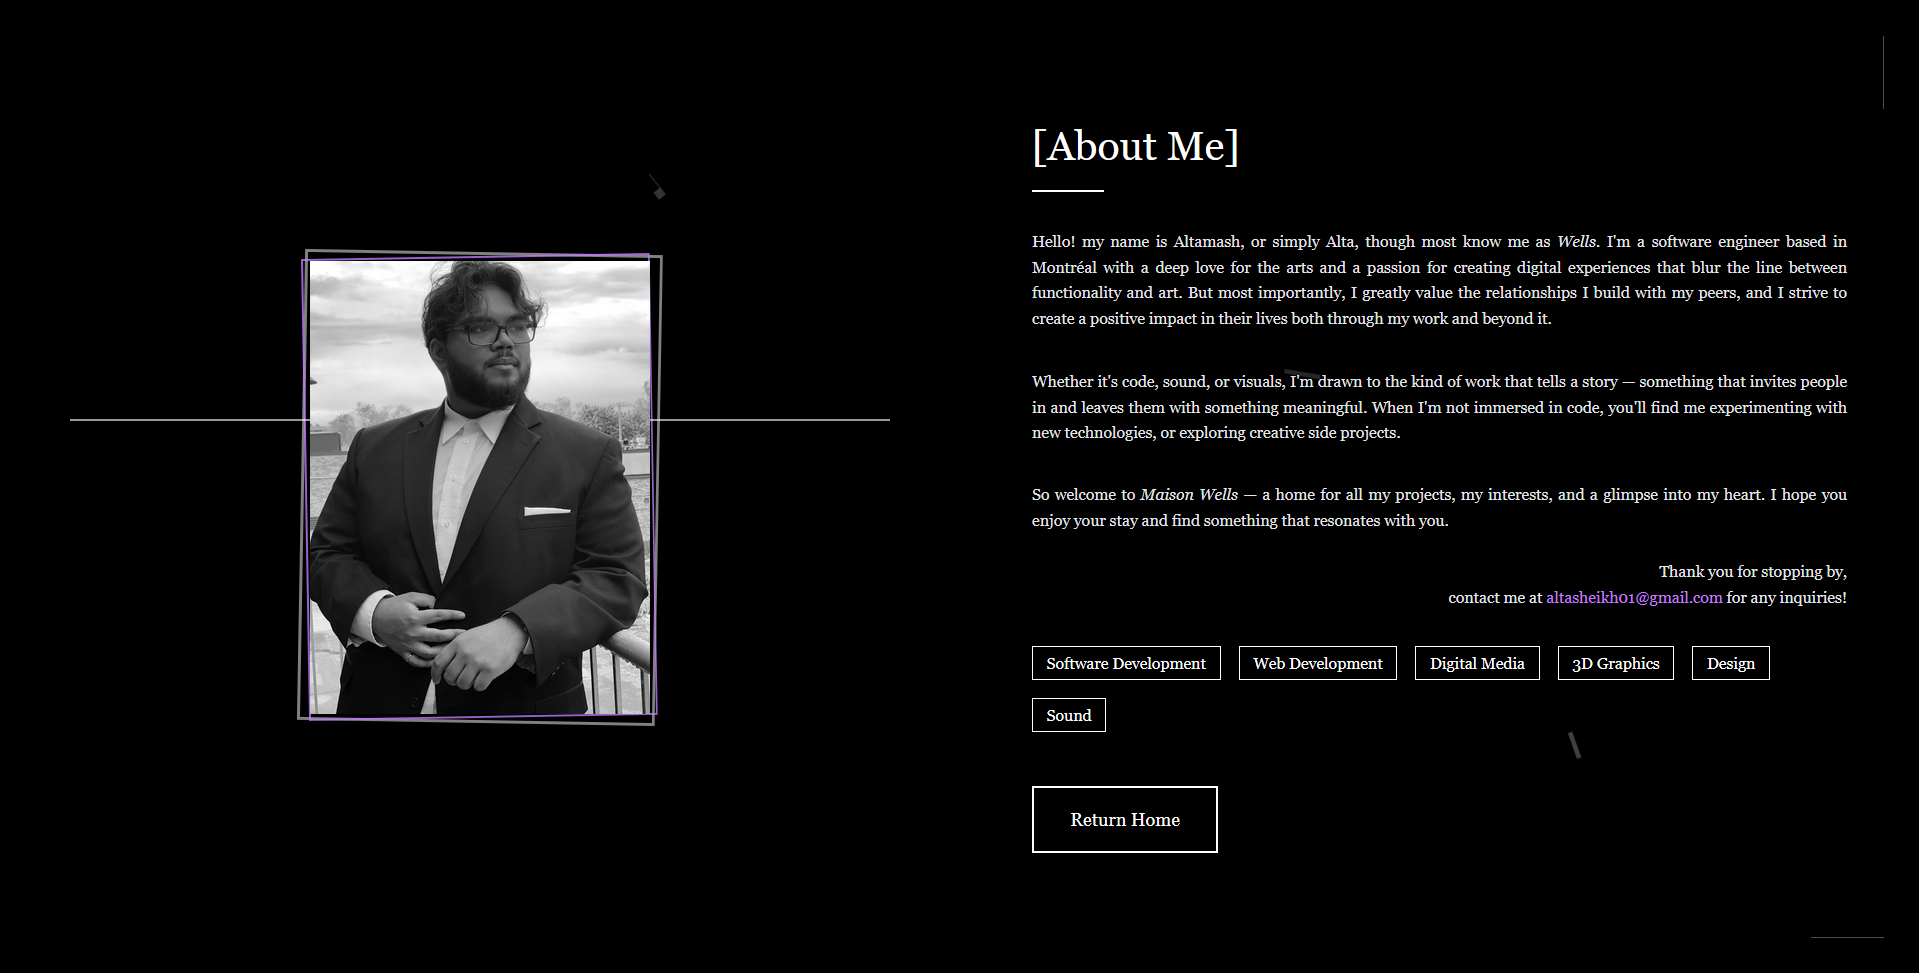 [About Me]
Hello! my name is Altamash, or simply Alta, though most know me as Wells. I'm a software engineer based in
Montréal with a deep love for the arts and a passion for creating digital experiences that blur the line between
functionality and art. But most importantly, I greatly value the relationships I build with my peers, and I strive to
create a positive impact in their lives both through my work and beyond it.
Whether it's code, sound, or visuals, I'm drawn to the kind of work that tells a story — something that invites people
in and leaves them with something meaningful. When I'm not immersed in code, you'll find me experimenting with
new technologies, or exploring creative side projects.
So welcome to Maison Wells — a home for all my projects, my interests, and a glimpse into my heart. I hope you
enjoy your stay and find something that resonates with you.
Thank you for stopping by,
contact me at altasheikh01@gmail.com for any inquiries!
Software Development Web Development Digital Media 3D Graphics Design
Sound
Return Home